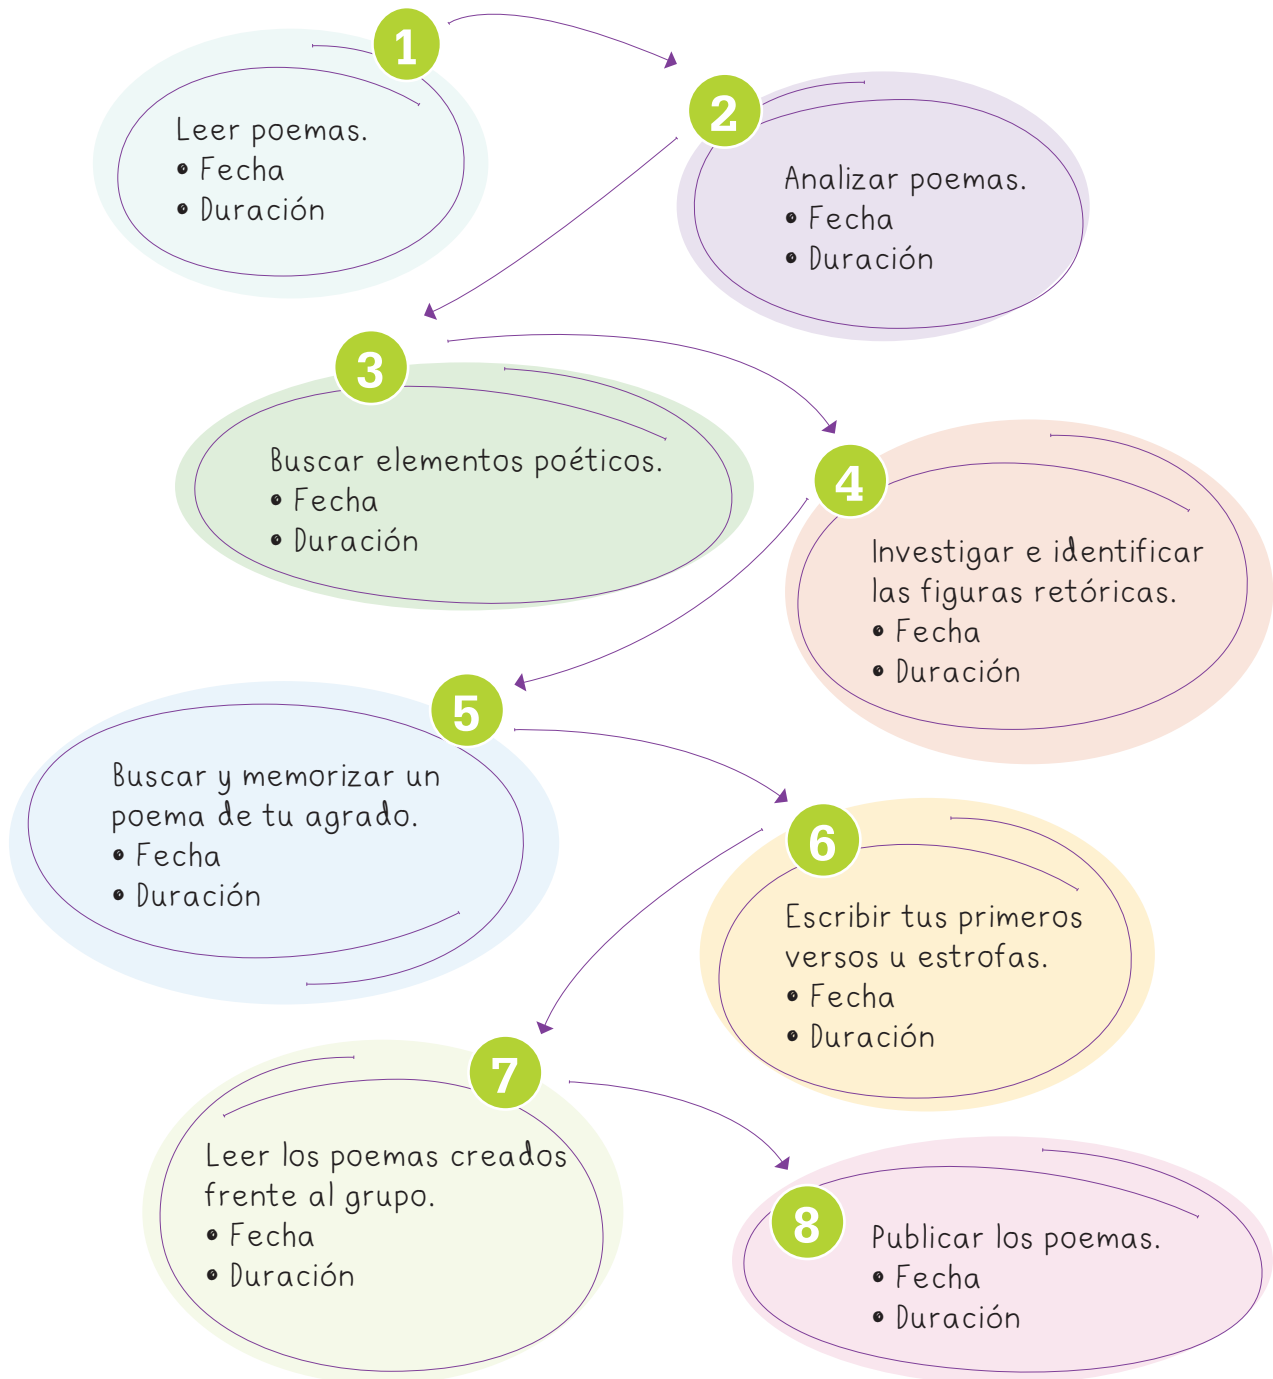 1
Leer poemas.
• Fecha
• Duración
2
Analizar poemas.
• Fecha
• Duración
3
Buscar elementos poéticos.
• Fecha
• Duración
4
Investigar e identificar
las figuras retóricas.
• Fecha
• Duración
5
Buscar y memorizar un
poema de tu agrado.
• Fecha
• Duración
6
Escribir tus primeros
versos u estrofas.
• Fecha
• Duración
7
Leer los poemas creados
frente al grupo.
• Fecha
• Duración
8
Publicar los poemas.
• Fecha
• Duración